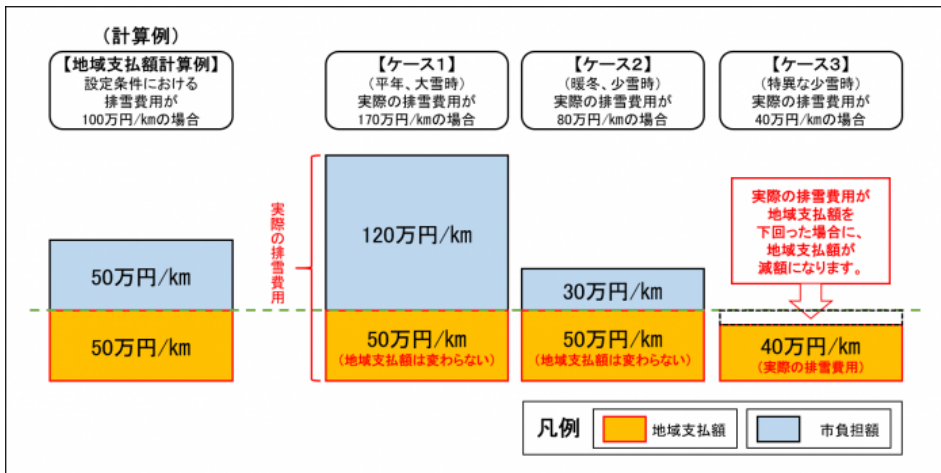 （計算例）
【地域支払額計算例】
設定条件における
排雪費用が
100万円/kmの場合
【ケース1】
(平年、大雪時)
実際の排雪費用が
170万円/kmの場合
【ケース2】
(暖冬、少雪時)
実際の排雪費用が
80万円/kmの場合
【ケース3】
(特異な少雪時)
実際の排雪費用が
40万円/kmの場合
50万円/km
50万円/km
実際の排雪費用
120万円/km
50万円/km
(地域支払額は変わらない)
30万円/km
50万円/km
(地域支払額は変わらない)
実際の排雪費用が
地域支払額を
下回った場合に、
地域支払額が
減額になります。
40万円/km
(実際の排雪費用)
凡例
地域支払額
市負担額